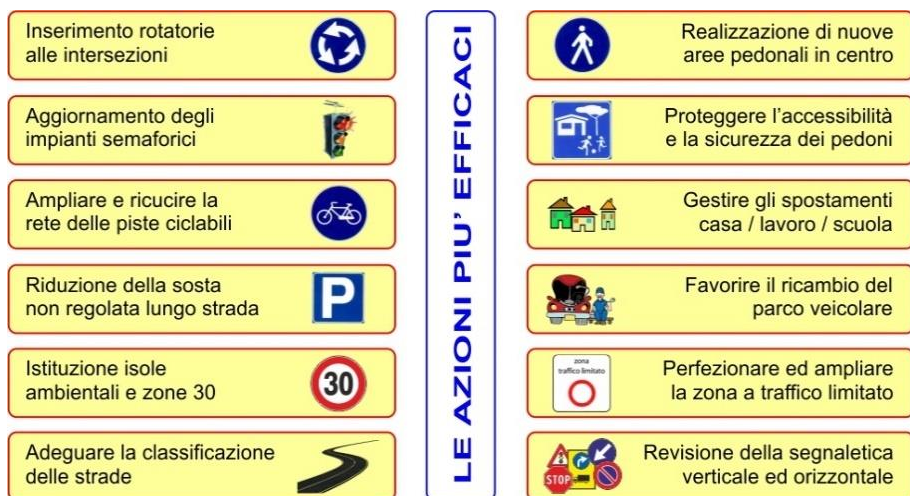 Inserimento rotatorie
alle intersezioni
Aggiornamento degli
impianti semaforici
Ampliare e ricucire la
rete delle piste ciclabili
Riduzione della sosta
non regolata lungo strada
P
Istituzione isole
ambientali e zone 30
30
Adeguare la classificazione
delle strade
LE AZIONI PIU' EFFICACI
Realizzazione di nuove
aree pedonali in centro
Proteggere l'accessibilità
e la sicurezza dei pedoni
Gestire gli spostamenti
casa / lavoro / scuola
Favorire il ricambio del
parco veicolare
zona
traffico limitato
Perfezionare ed ampliare
la zona a traffico limitato
STOP
Revisione della segnaletica
verticale ed orizzontale